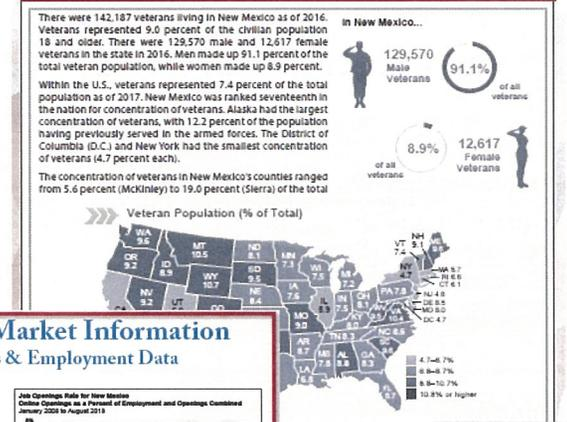 There were 142,187 veterans living in New Mexico as of 2016.
Veterans represented 9.0 percent of the civilian population
18 and older. There were 129,570 male and 12,617 female
veterans in the state in 2016. Men made up 91.1 percent of the
total veteran population, while women made up 8.9 percent.
Within the U.S., veterans represented 7.4 percent of the total
population as of 2017. New Mexico was ranked seventeenth in
the nation for concentration of veterans. Alaska had the largest
concentration of veterans, with 12.2 percent of the population
having previously served in the armed forces. The District of
Columbia (D.C.) and New York had the smallest concentration
of veterans (4.7 percent each).
The concentration of veterans in New Mexico's counties ranged
from 5.6 percent (McKinley) to 19.0 percent (Sierra) of the total
In New Mexico...
129,570
Male
Veterans
91.1%
of all
veterans
8.9%
of all
veterans
12,617
Female
Veterans
Veteran Population (% of Total)
WA
9.6
OR
9.2
ID
8.9
MT
10.5
ND
8.1
MN
7.3
WI
7.5
MI
7.2
NV
9.2
UT
WY
10.7
SD
9.5
NE
8.4
IA
7.6
IL
IN
7.5
OH
PA 7.8
NY
4.7
VT
7.4
NH
9.1
MA 5.7
RI 6.6
CT 6.1
NJ 4.8
DE 8.5
MD 8.0
DC 4.7
MO
9.0
AR
8.7
LA
MS
7.8
AL
8.8
GA
8.3
TN 8.3
KY
NC 8.6
FL
4.7–6.7%
6.8–8.7%
8.8–10.7%
10.8% or higher
Market Information
& Employment Data
Job Openings Rate for New Mexico
Online Openings as a Percent of Employment and Openings Combined
January 2008 to August 2018